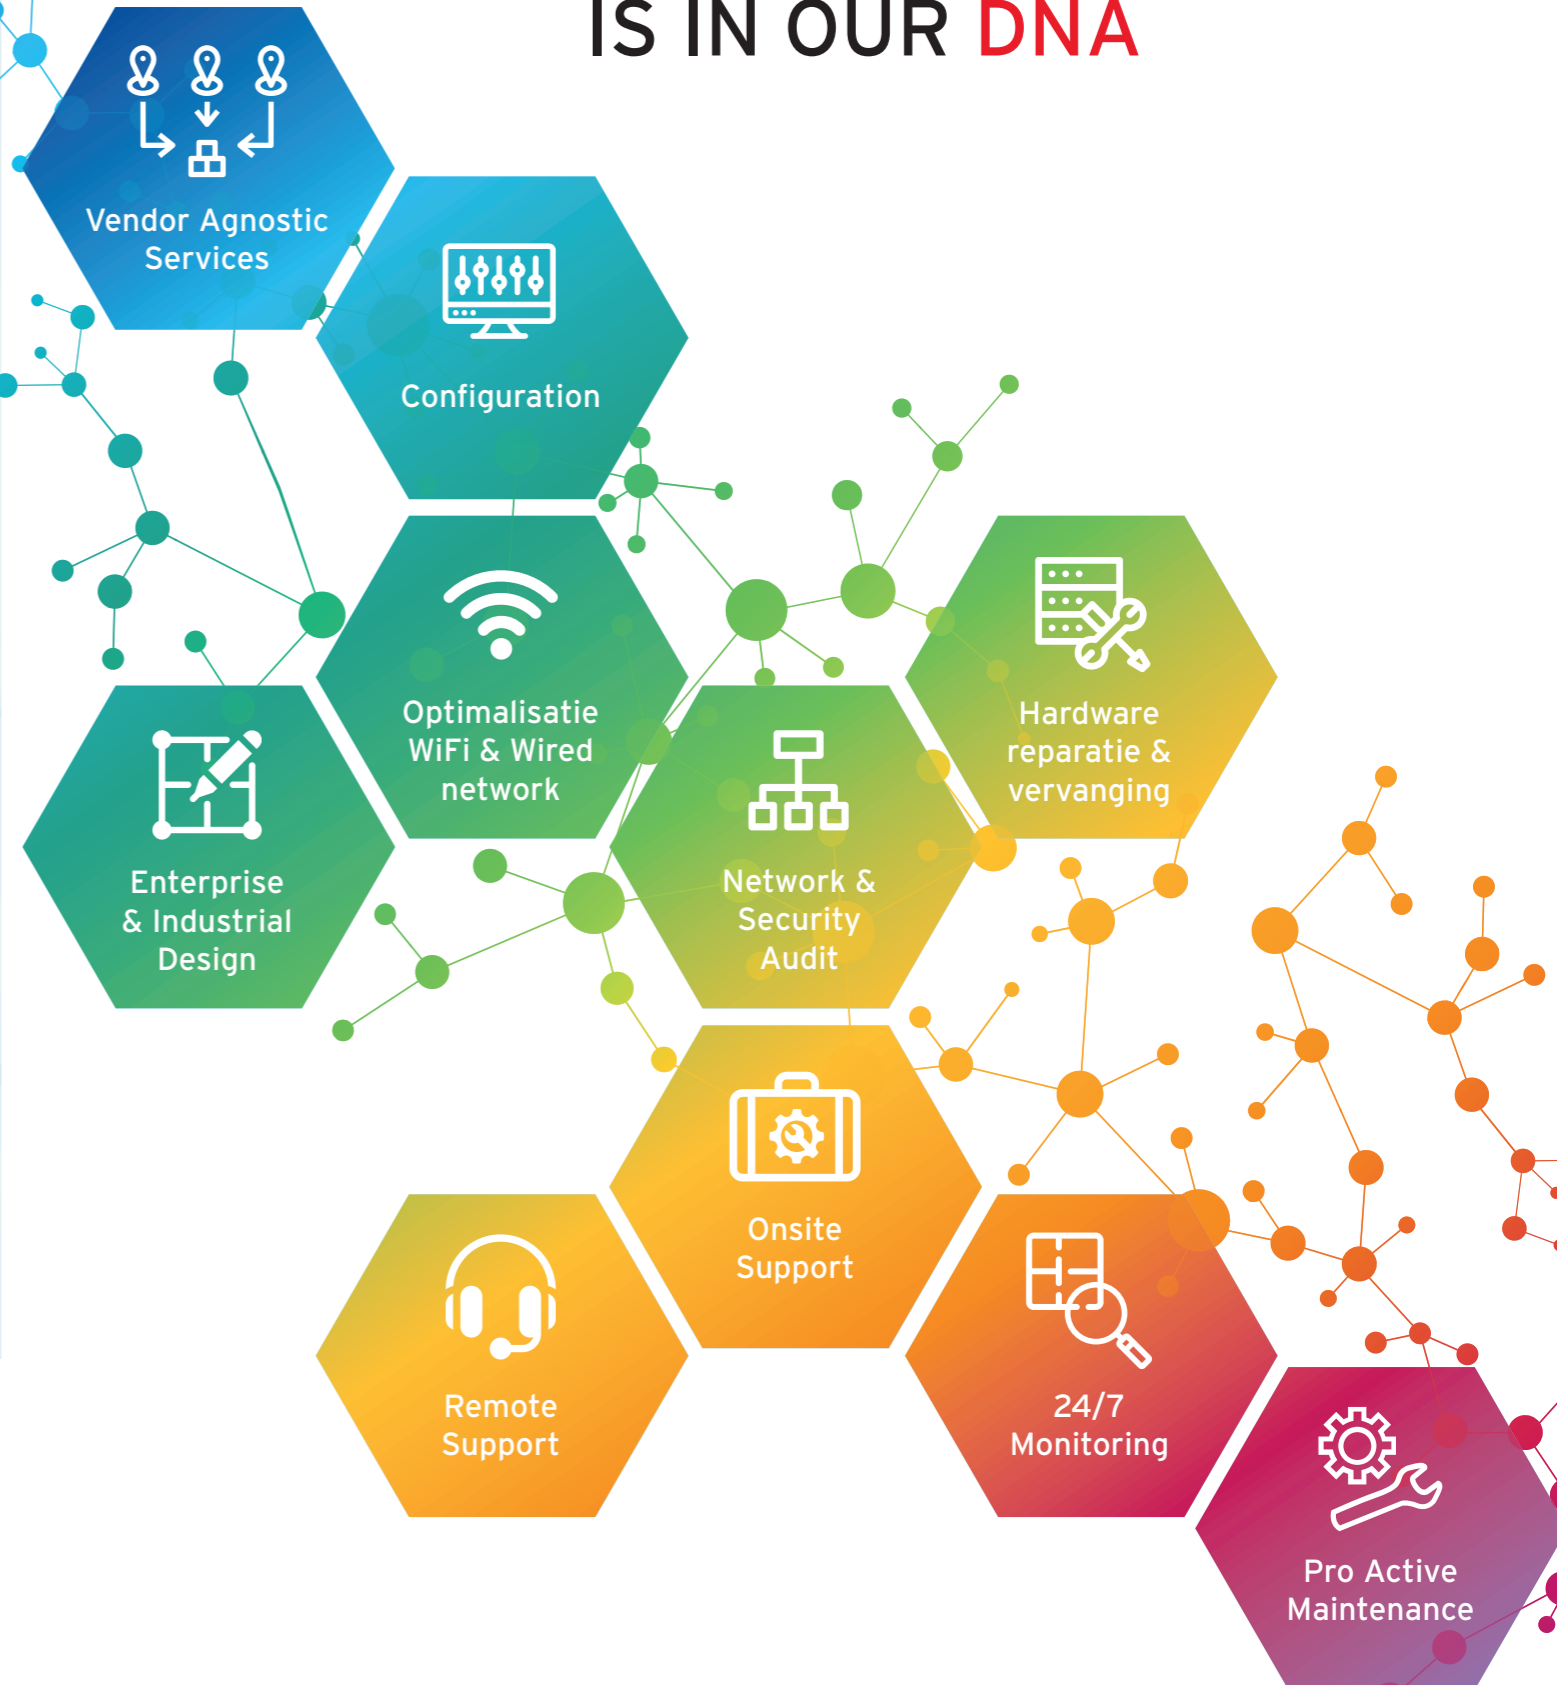 IS IN OUR DNA
Vendor Agnostic
Services
Configuration
Optimalisatie
WiFi & Wired
network
Hardware
reparatie &
vervanging
Enterprise
& Industrial
Design
Network &
Security
Audit
Onsite
Support
Remote
Support
24/7
Monitoring
Pro Active
Maintenance